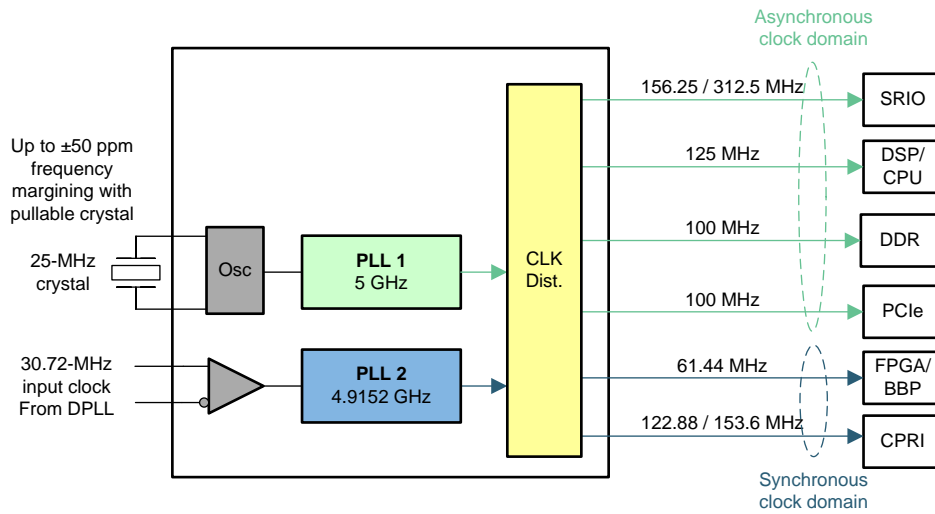 Asynchronous
clock domain
156.25 / 312.5 MHz
SRIO
Up to ±50 ppm
frequency
margining with
pullable crystal
125 MHz
DSP/
CPU
100 MHz
DDR
25-MHz
crystal
Osc
PLL 1
5 GHz
CLK
Dist.
100 MHz
PCIe
30.72-MHz
input clock
From DPLL
PLL 2
4.9152 GHz
61.44 MHz
FPGA/
BBP
122.88 / 153.6 MHz
CPRI
Synchronous
clock domain